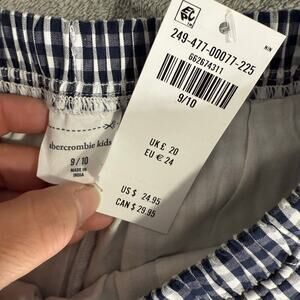 249-477-00077-225
662674311
9/10
UK £ 20
EU € 24
US $ 24.95
CAN $ 29.95
abercrombie kids
9/10
MADE IN
INDIA